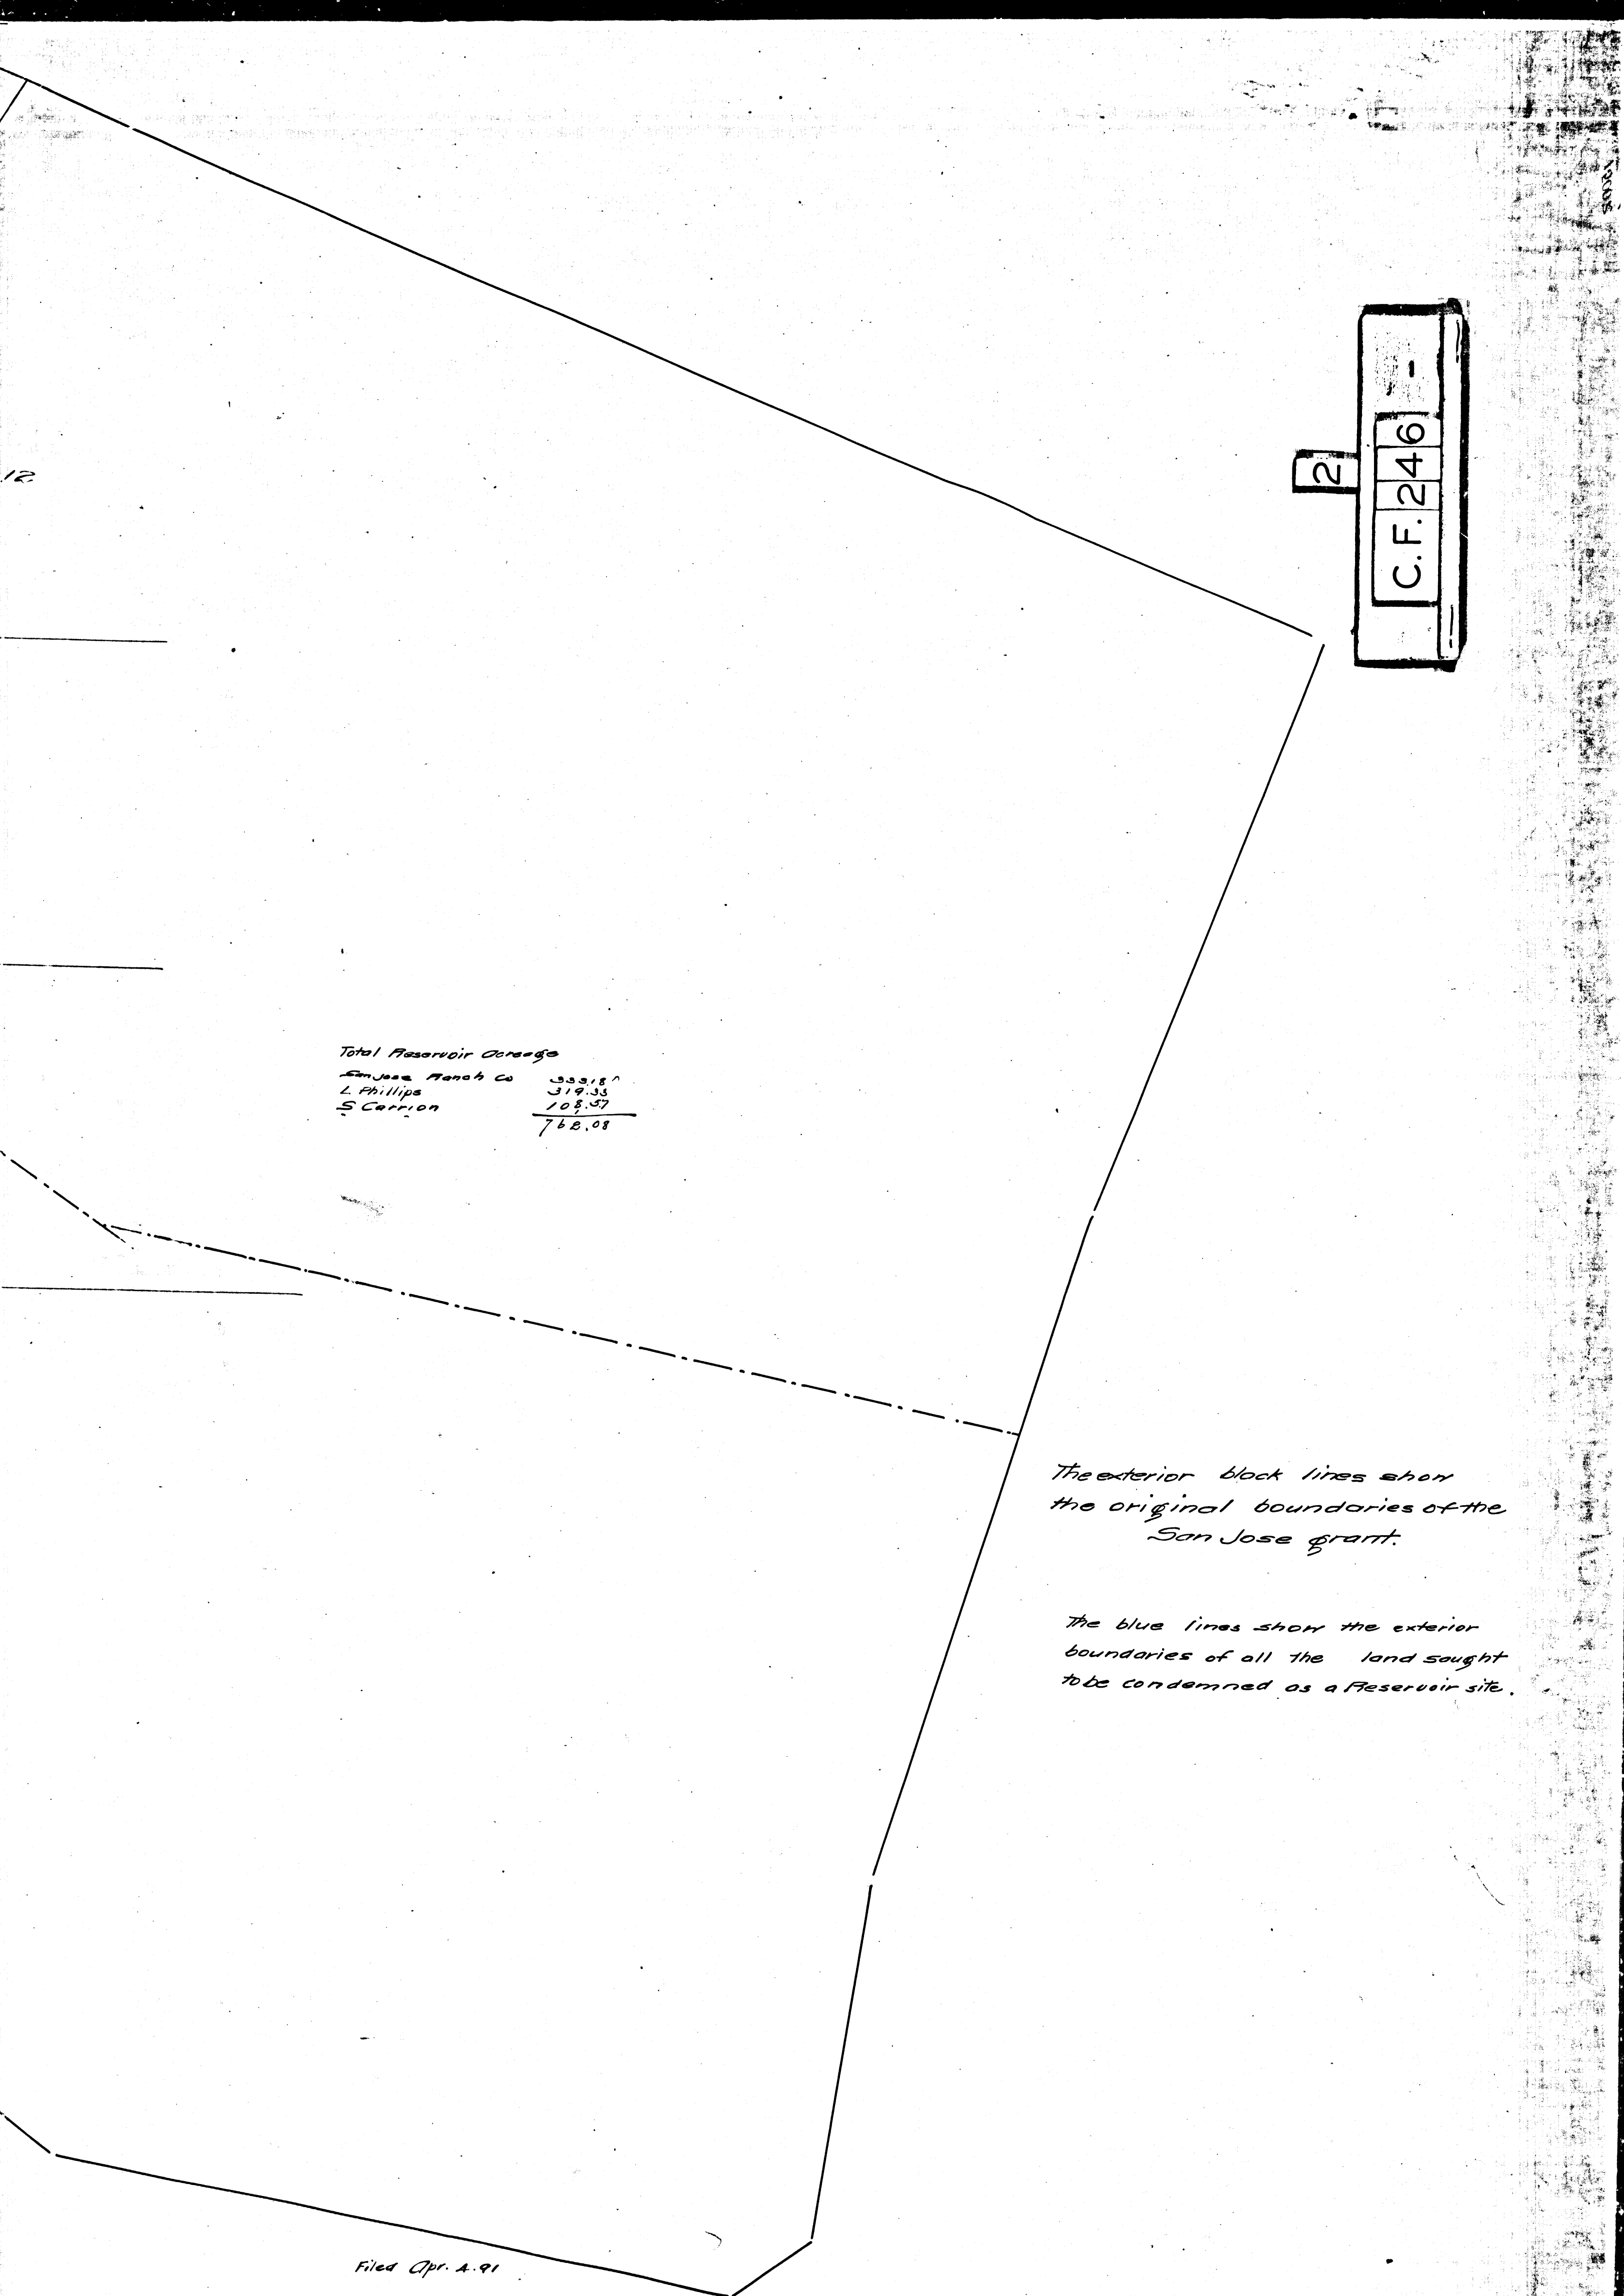 12
2
C.F. 246
Total Reservoir Acreage
San Jose Ranch Co 333.18
L Phillips 319.33
S Carrion 108.57
762.08
The exterior black lines show
the original boundaries of the
San Jose grant.
The blue lines show the exterior
boundaries of all the land sought
to be condemned as a Reservoir site.
Filed Apr. 4. 91